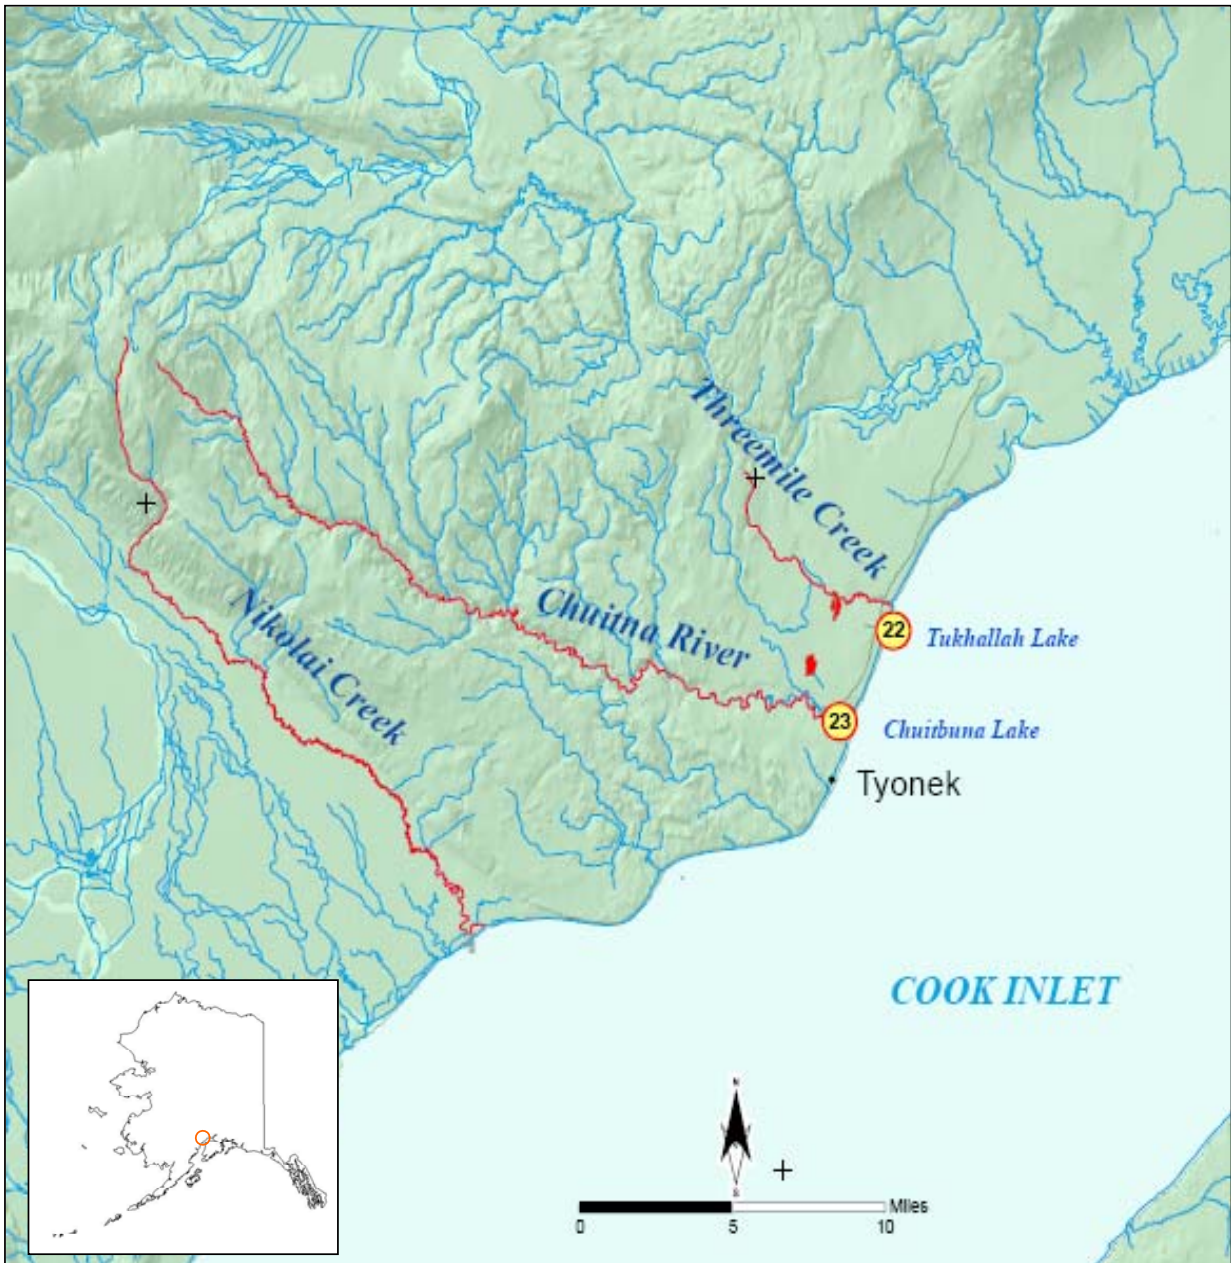 Threemile Creek
Nikolai Creek
Chuitna River
22
Tukhallah Lake
23
Chuitbuna Lake
Tyonek
COOK INLET
N
S
Miles
0 5 10